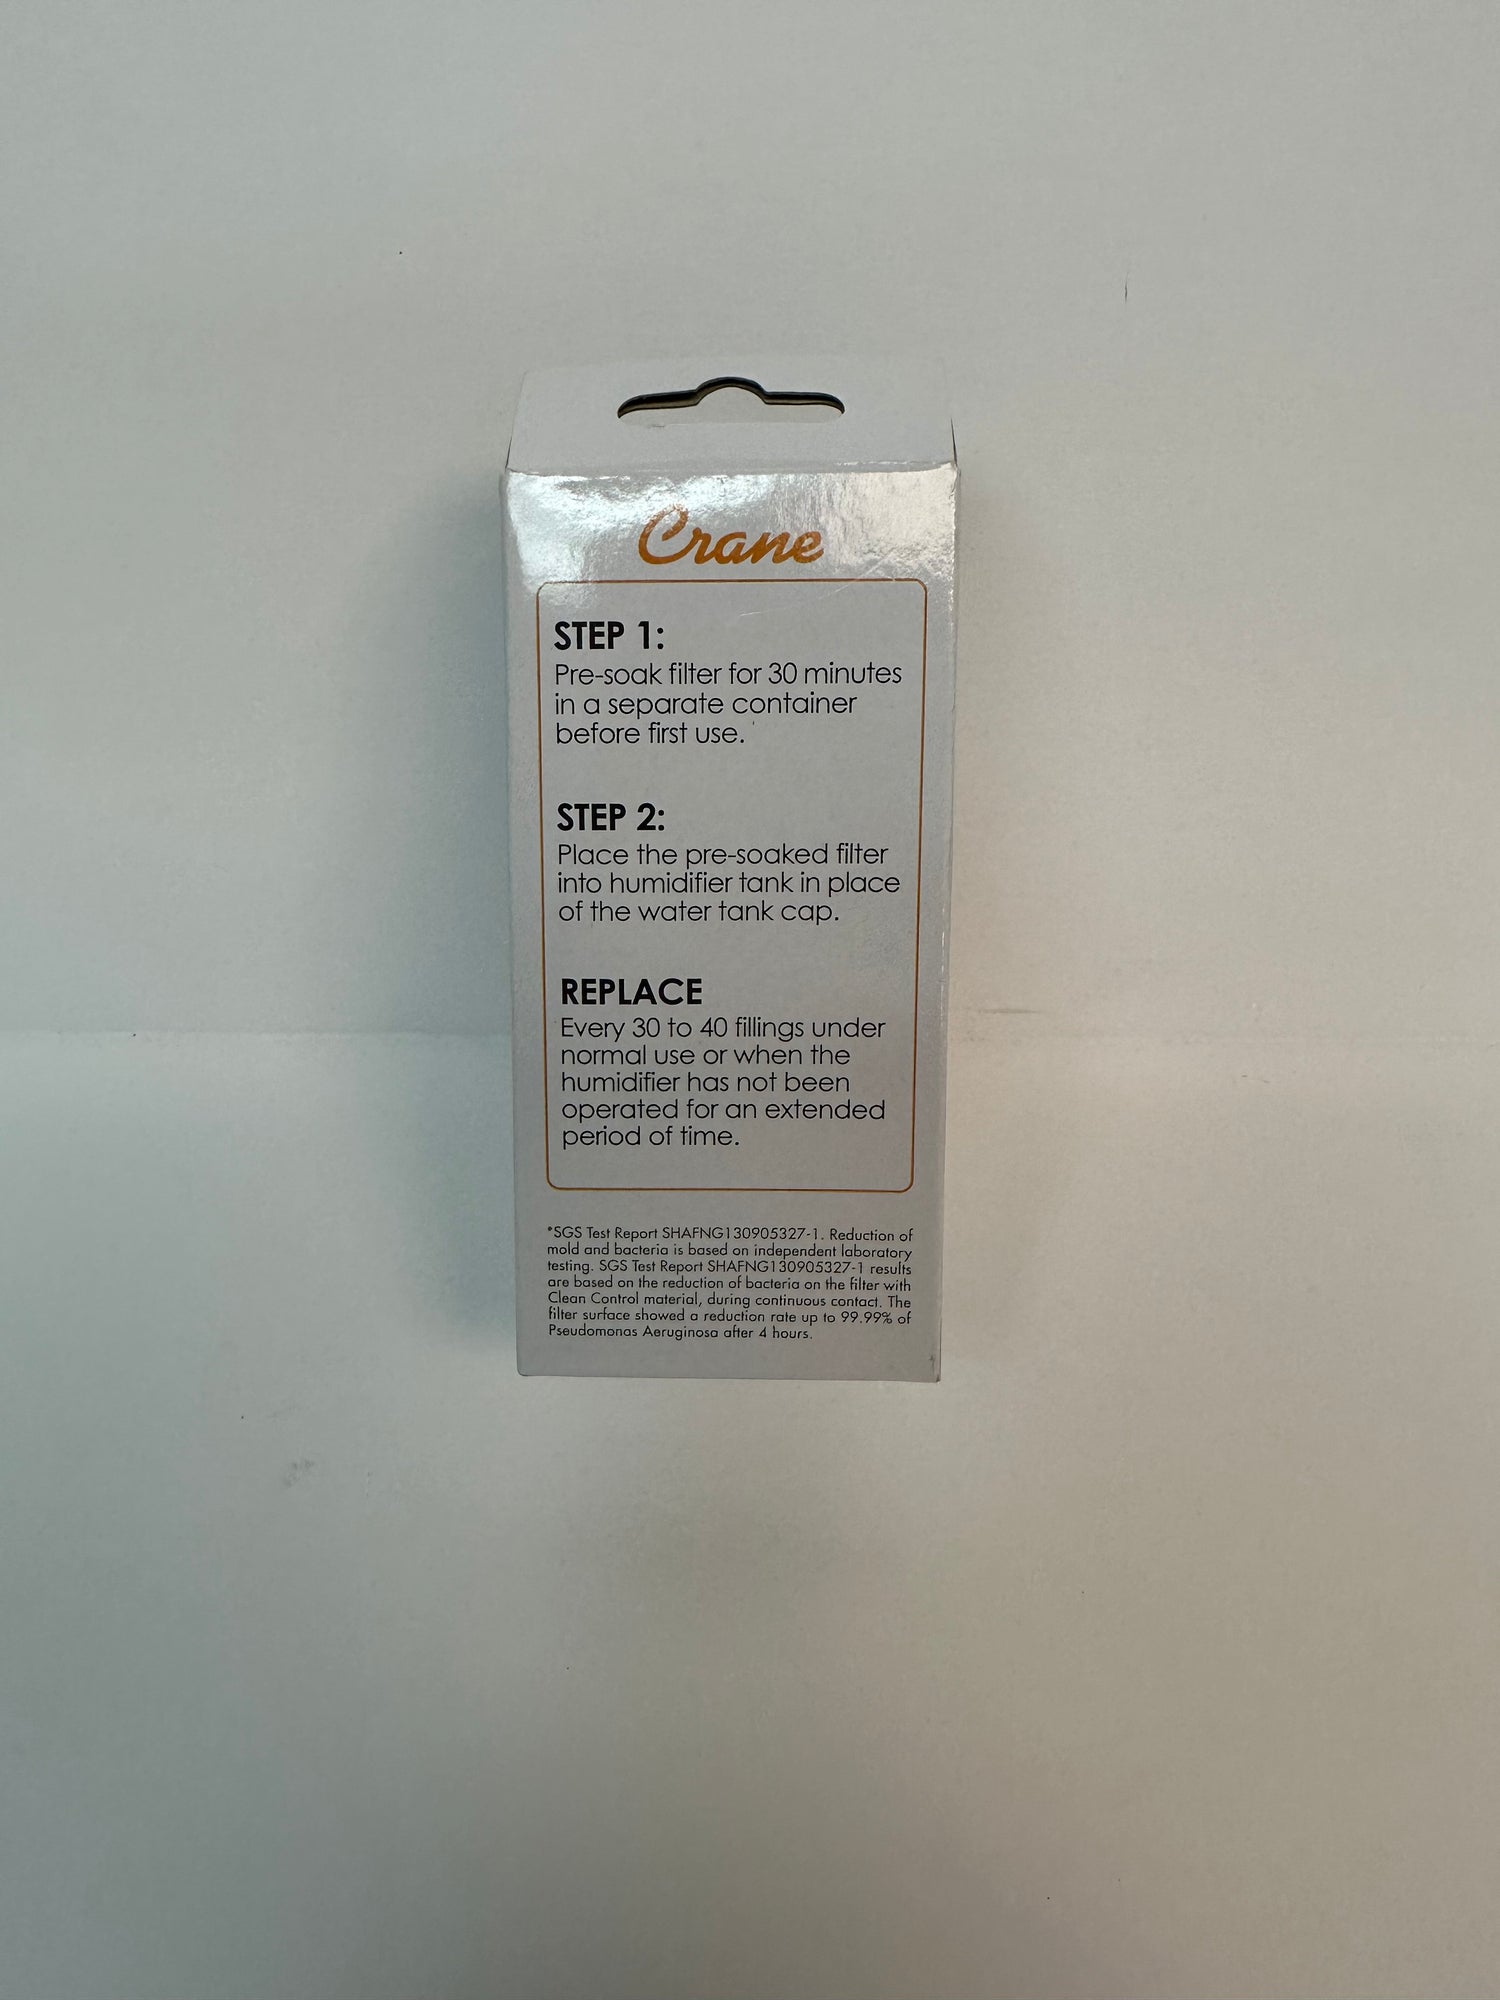 Crane
STEP 1:
Pre-soak filter for 30 minutes
in a separate container
before first use.
STEP 2:
Place the pre-soaked filter
into humidifier tank in place
of the water tank cap.
REPLACE
Every 30 to 40 fillings under
normal use or when the
humidifier has not been
operated for an extended
period of time.
*SGS Test Report SHAFNG130905327-1. Reduction of
mold and bacteria is based on independent laboratory
testing. SGS Test Report SHAFNG130905327-1 results
are based on the reduction of bacteria on the filter with
Clean Control material, during continuous contact. The
filter surface showed a reduction rate up to 99.99% of
Pseudomonas Aeruginosa after 4 hours.